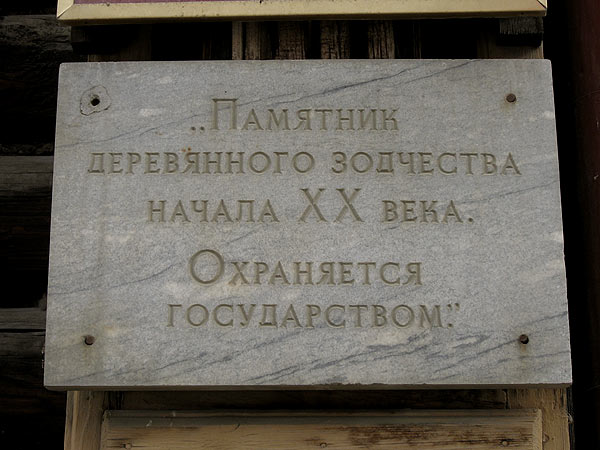 „Памятник
деревянного зодчества
начала XX века.
Охраняется
государством."